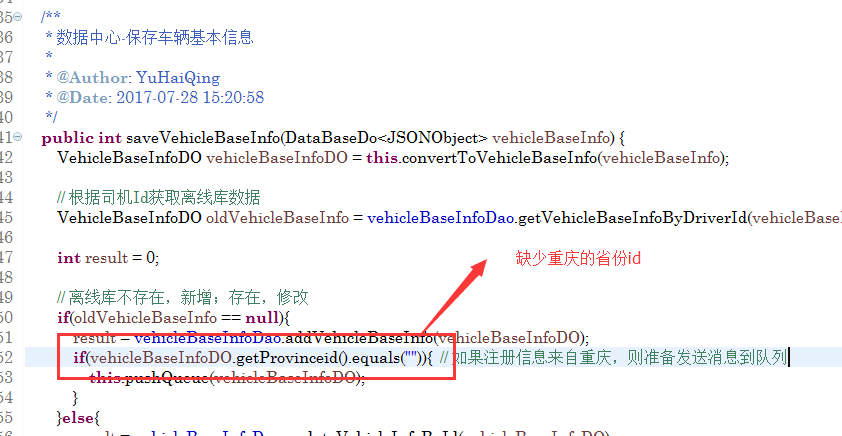 35 /**
36 * 数据中心-保存车辆基本信息
37 *
38 * @Author: YuHaiQing
39 * @Date: 2017-07-28 15:20:58
40 */
41 public int saveVehicleBaseInfo(DataBaseDo<JSONObject> vehicleBaseInfo) {
42 VehicleBaseInfoDO vehicleBaseInfoDO = this.convertToVehicleBaseInfo(vehicleBaseInfo);
43
44 //根据司机Id获取离线库数据
45 VehicleBaseInfoDO oldVehicleBaseInfo = vehicleBaseInfoDao.getVehicleBaseInfoByDriverId(vehicleBaseI
46
47 int result = 0;
缺少重庆的省份id
48
49 //离线库不存在，新增；存在，修改
50 if(oldVehicleBaseInfo == null){
51 result = vehicleBaseInfoDao.addVehicleBaseInfo(vehicleBaseInfoDO);
52 if(vehicleBaseInfoDO.getProvinceid().equals("")){ //如果注册信息来自重庆，则准备发送消息到队列
53 this.pushQueue(vehicleBaseInfoDO);
54 }
55 }else{